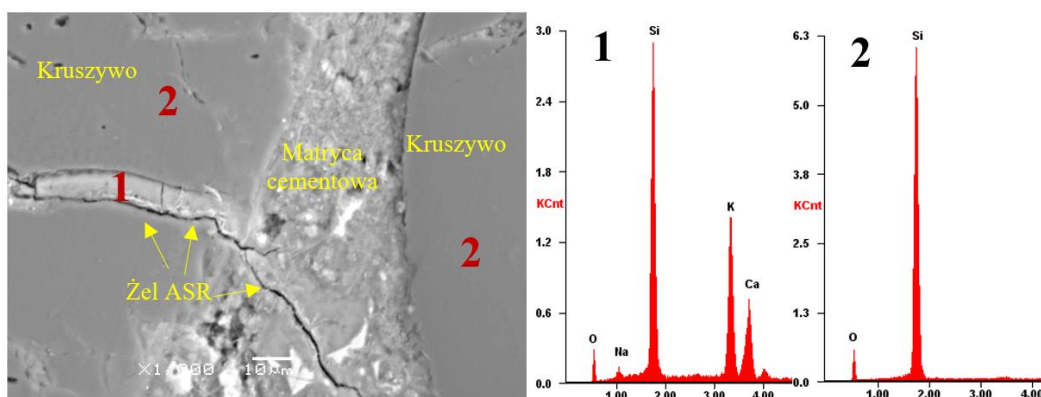 Kruszywo
2
1
Matryca
cementowa
Kruszywo
2
Żel ASR
10µm
1
3.0
2.4
1.8
KCnt
1.2
0.6
0.0
Si
K
Ca
O
Na
1.00
2.00
3.00
4.00
2
6.3
5.0
3.8
KCnt
2.5
1.3
0.0
Si
O
1.00
2.00
3.00
4.00